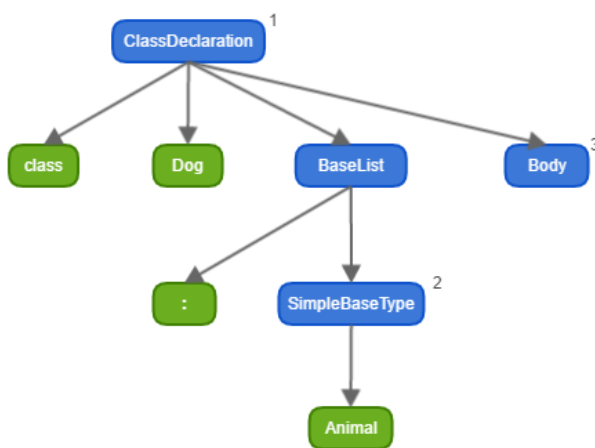 ClassDeclaration 1
class Dog BaseList Body 3
: SimpleBaseType 2
Animal